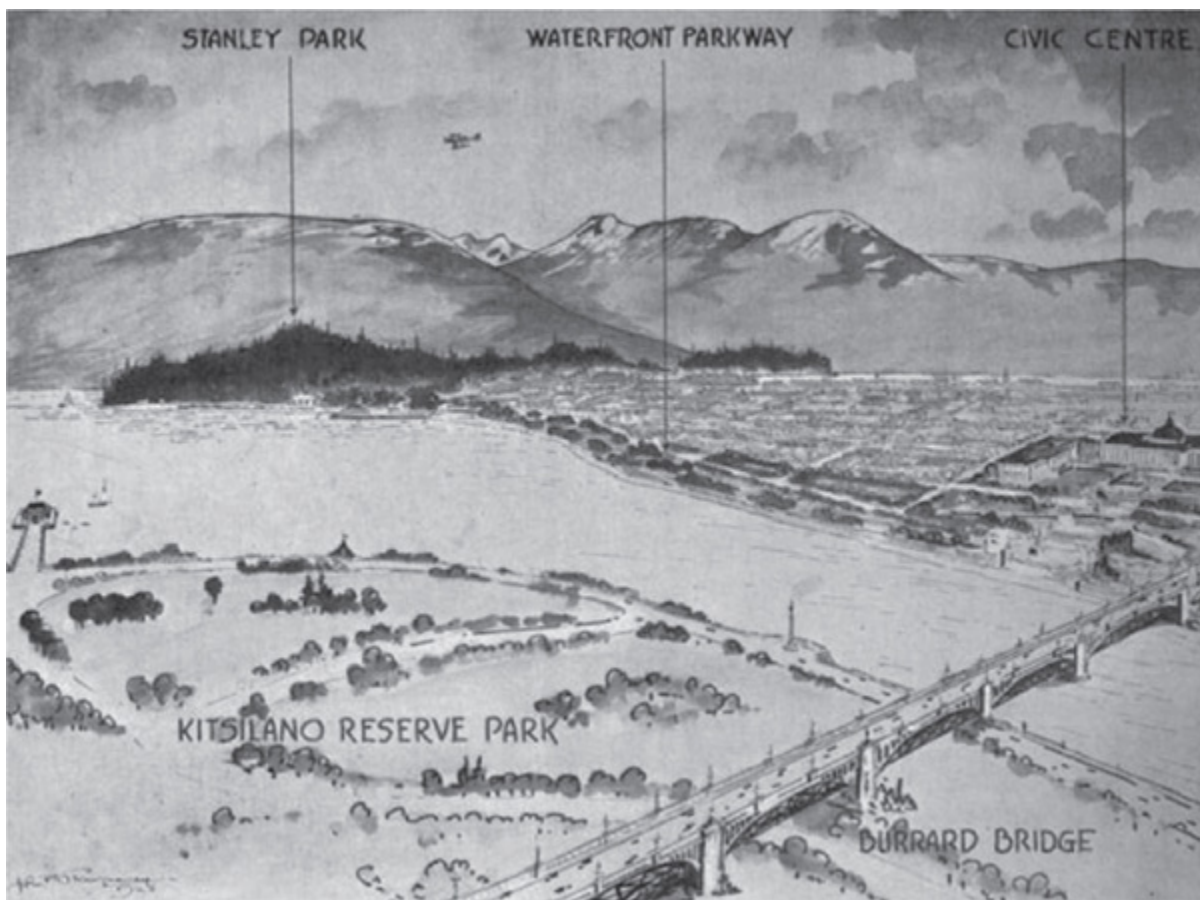 STANLEY PARK
WATERFRONT PARKWAY
CIVIC CENTRE
KITSILANO RESERVE PARK
BURRARD BRIDGE